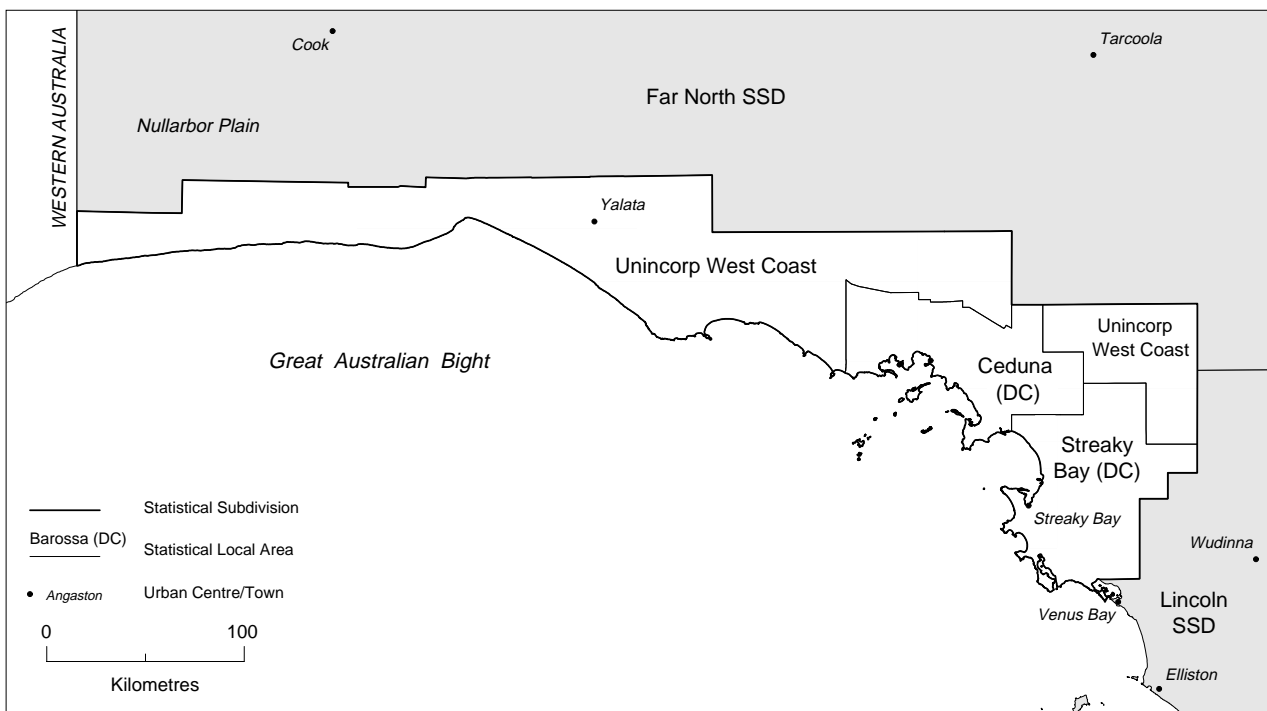 WESTERN AUSTRALIA
Cook
Tarcoola
Far North SSD
Nullarbor Plain
Yalata
Unincorp West Coast
Unincorp
West Coast
Great Australian Bight
Ceduna
(DC)
Streaky
Bay (DC)
Statistical Subdivision
Barossa (DC)
Statistical Local Area
Streaky Bay
Wudinna
Angaston
Urban Centre/Town
Venus Bay
Lincoln
SSD
0 100
Kilometres
Elliston